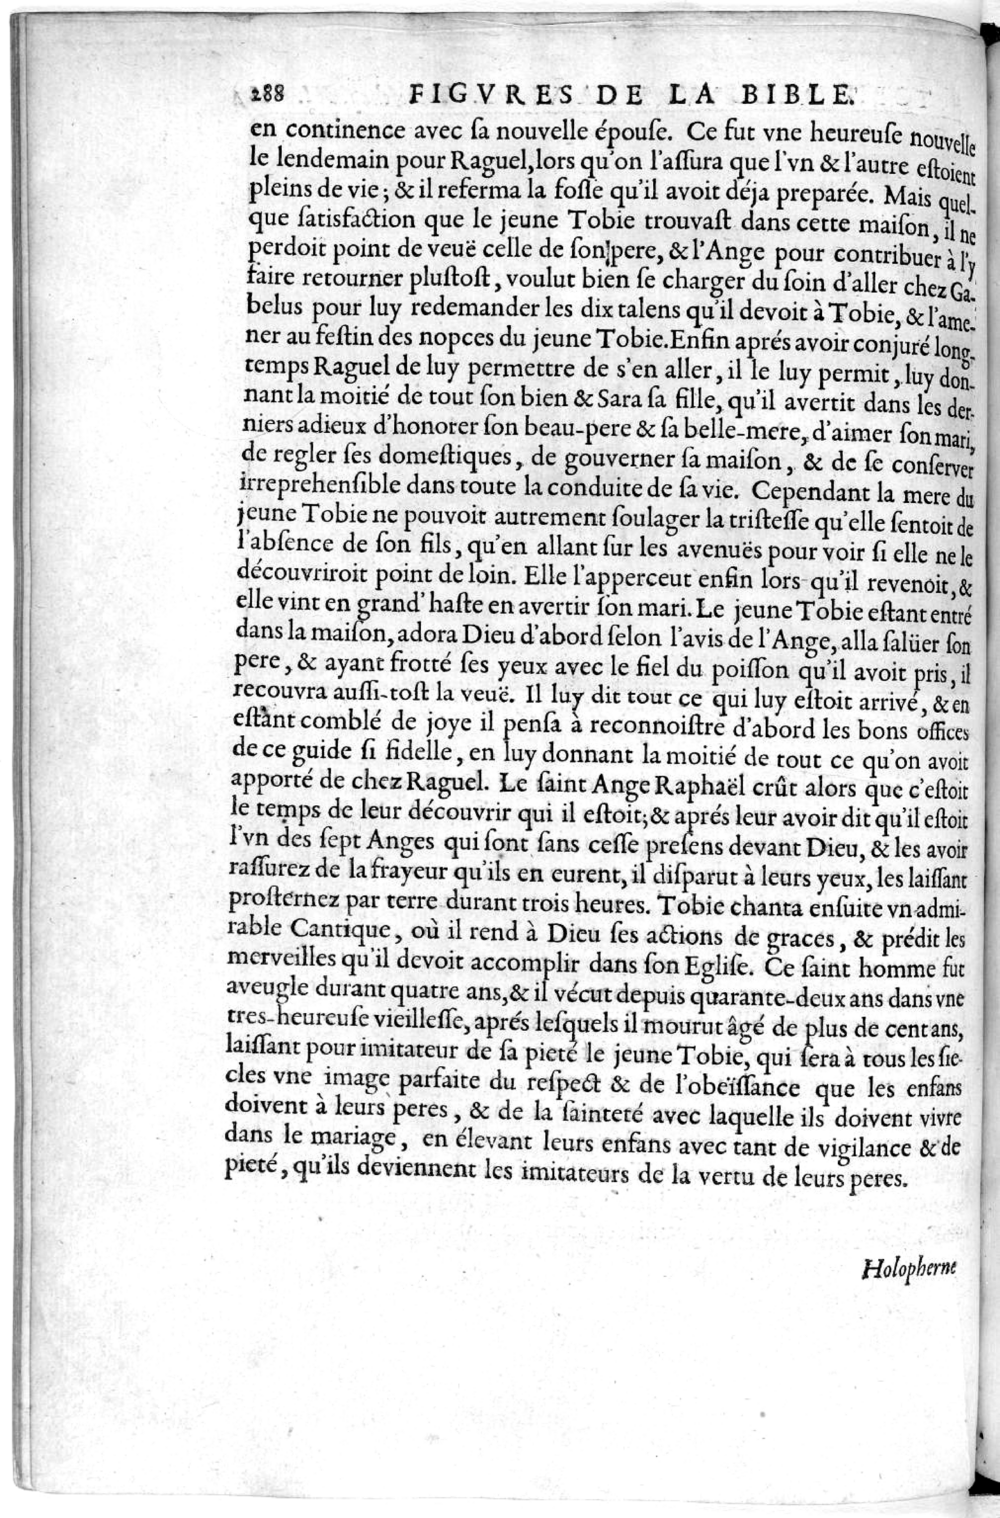 288 FIGVRES DE LA BIBLE.
en continence avec ſa nouvelle épouſe. Ce fut vne heureuſe nouvelle
le lendemain pour Raguel, lors qu'on l'aſſura que l'vn & l'autre eſtoient
pleins de vie; & il referma la foſſe qu'il avoit déja preparée. Mais quel-
que ſatisfaction que le jeune Tobie trouvaſt dans cette maiſon, il ne
perdoit point de veuë celle de ſon pere, & l'Ange pour contribuer à l'y
faire retourner pluſtoſt, voulut bien ſe charger du ſoin d'aller chez Ga-
belus pour luy redemander les dix talens qu'il devoit à Tobie, & l'ame-
ner au feſtin des nopces du jeune Tobie. Enfin aprés avoir conjuré long-
temps Raguel de luy permettre de s'en aller, il le luy permit, luy don-
nant la moitié de tout ſon bien & Sara ſa fille, qu'il avertit dans les der-
niers adieux d'honorer ſon beau-pere & ſa belle-mere, d'aimer ſon mari,
de regler ſes domeſtiques, de gouverner ſa maiſon, & de ſe conſerver
irreprehenſible dans toute la conduite de ſa vie. Cependant la mere du
jeune Tobie ne pouvoit autrement ſoulager la triſteſſe qu'elle ſentoit de
l'abſence de ſon fils, qu'en allant ſur les avenuës pour voir ſi elle ne le
découvriroit point de loin. Elle l'apperceut enfin lors qu'il revenoit, &
elle vint en grand' haſte en avertir ſon mari. Le jeune Tobie eſtant entré
dans la maiſon, adora Dieu d'abord ſelon l'avis de l'Ange, alla ſalüer ſon
pere, & ayant frotté ſes yeux avec le fiel du poiſſon qu'il avoit pris, il
recouvra auſſi-toſt la veuë. Il luy dit tout ce qui luy eſtoit arrivé, & en
eſtant comblé de joye il penſa à reconnoiſtre d'abord les bons offices
de ce guide ſi fidelle, en luy donnant la moitié de tout ce qu'on avoit
apporté de chez Raguel. Le ſaint Ange Raphaël crût alors que c'eſtoit
le temps de leur découvrir qui il eſtoit; & aprés leur avoir dit qu'il eſtoit
l'vn des ſept Anges qui ſont ſans ceſſe preſens devant Dieu, & les avoir
raſſurez de la frayeur qu'ils en eurent, il diſparut à leurs yeux, les laiſſant
proſternez par terre durant trois heures. Tobie chanta enſuite vn admi-
rable Cantique, où il rend à Dieu ſes actions de graces, & prédit les
merveilles qu'il devoit accomplir dans ſon Egliſe. Ce ſaint homme fut
aveugle durant quatre ans, & il vécut depuis quarante-deux ans dans vne
tres-heureuſe vieilleſſe, aprés leſquels il mourut âgé de plus de cent ans,
laiſſant pour imitateur de ſa pieté le jeune Tobie, qui ſera à tous les ſie-
cles vne image parfaite du reſpect & de l'obeïſſance que les enfans
doivent à leurs peres, & de la ſainteté avec laquelle ils doivent vivre
dans le mariage, en élevant leurs enfans avec tant de vigilance & de
pieté, qu'ils deviennent les imitateurs de la vertu de leurs peres.
Holopherne